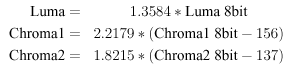 Luma = 1.3584 * Luma 8bit
Chroma1 = 2.2179 * (Chroma1 8bit − 156)
Chroma2 = 1.8215 * (Chroma2 8bit − 137)